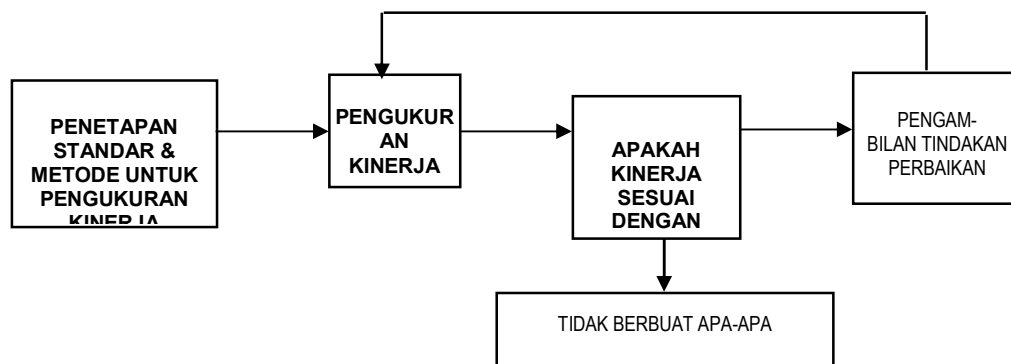 PENETAPAN
STANDAR &
METODE UNTUK
PENGUKURAN
KINERJA
PENGUKUR
AN
KINERJA
APAKAH
KINERJA
SESUAI
DENGAN
PENGAM-
BILAN TINDAKAN
PERBAIKAN
TIDAK BERBUAT APA-APA